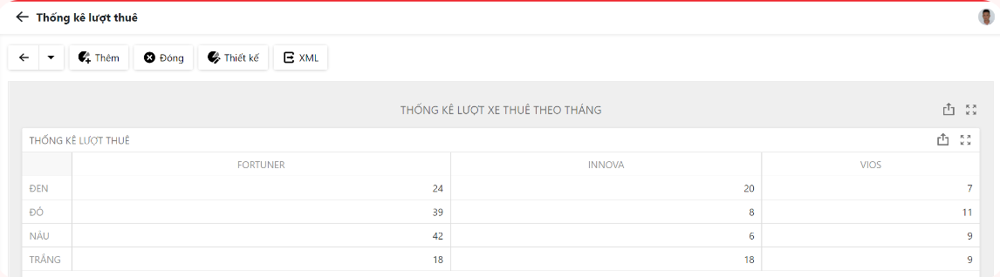 Thống kê lượt thuê
Thêm Đóng Thiết kế XML
THỐNG KÊ LƯỢT XE THUÊ THEO THÁNG
THỐNG KÊ LƯỢT THUÊ
FORTUNER INNOVA VIOS
ĐEN 24 20 7
ĐỎ 39 8 11
NÂU 42 6 9
TRẮNG 18 18 9